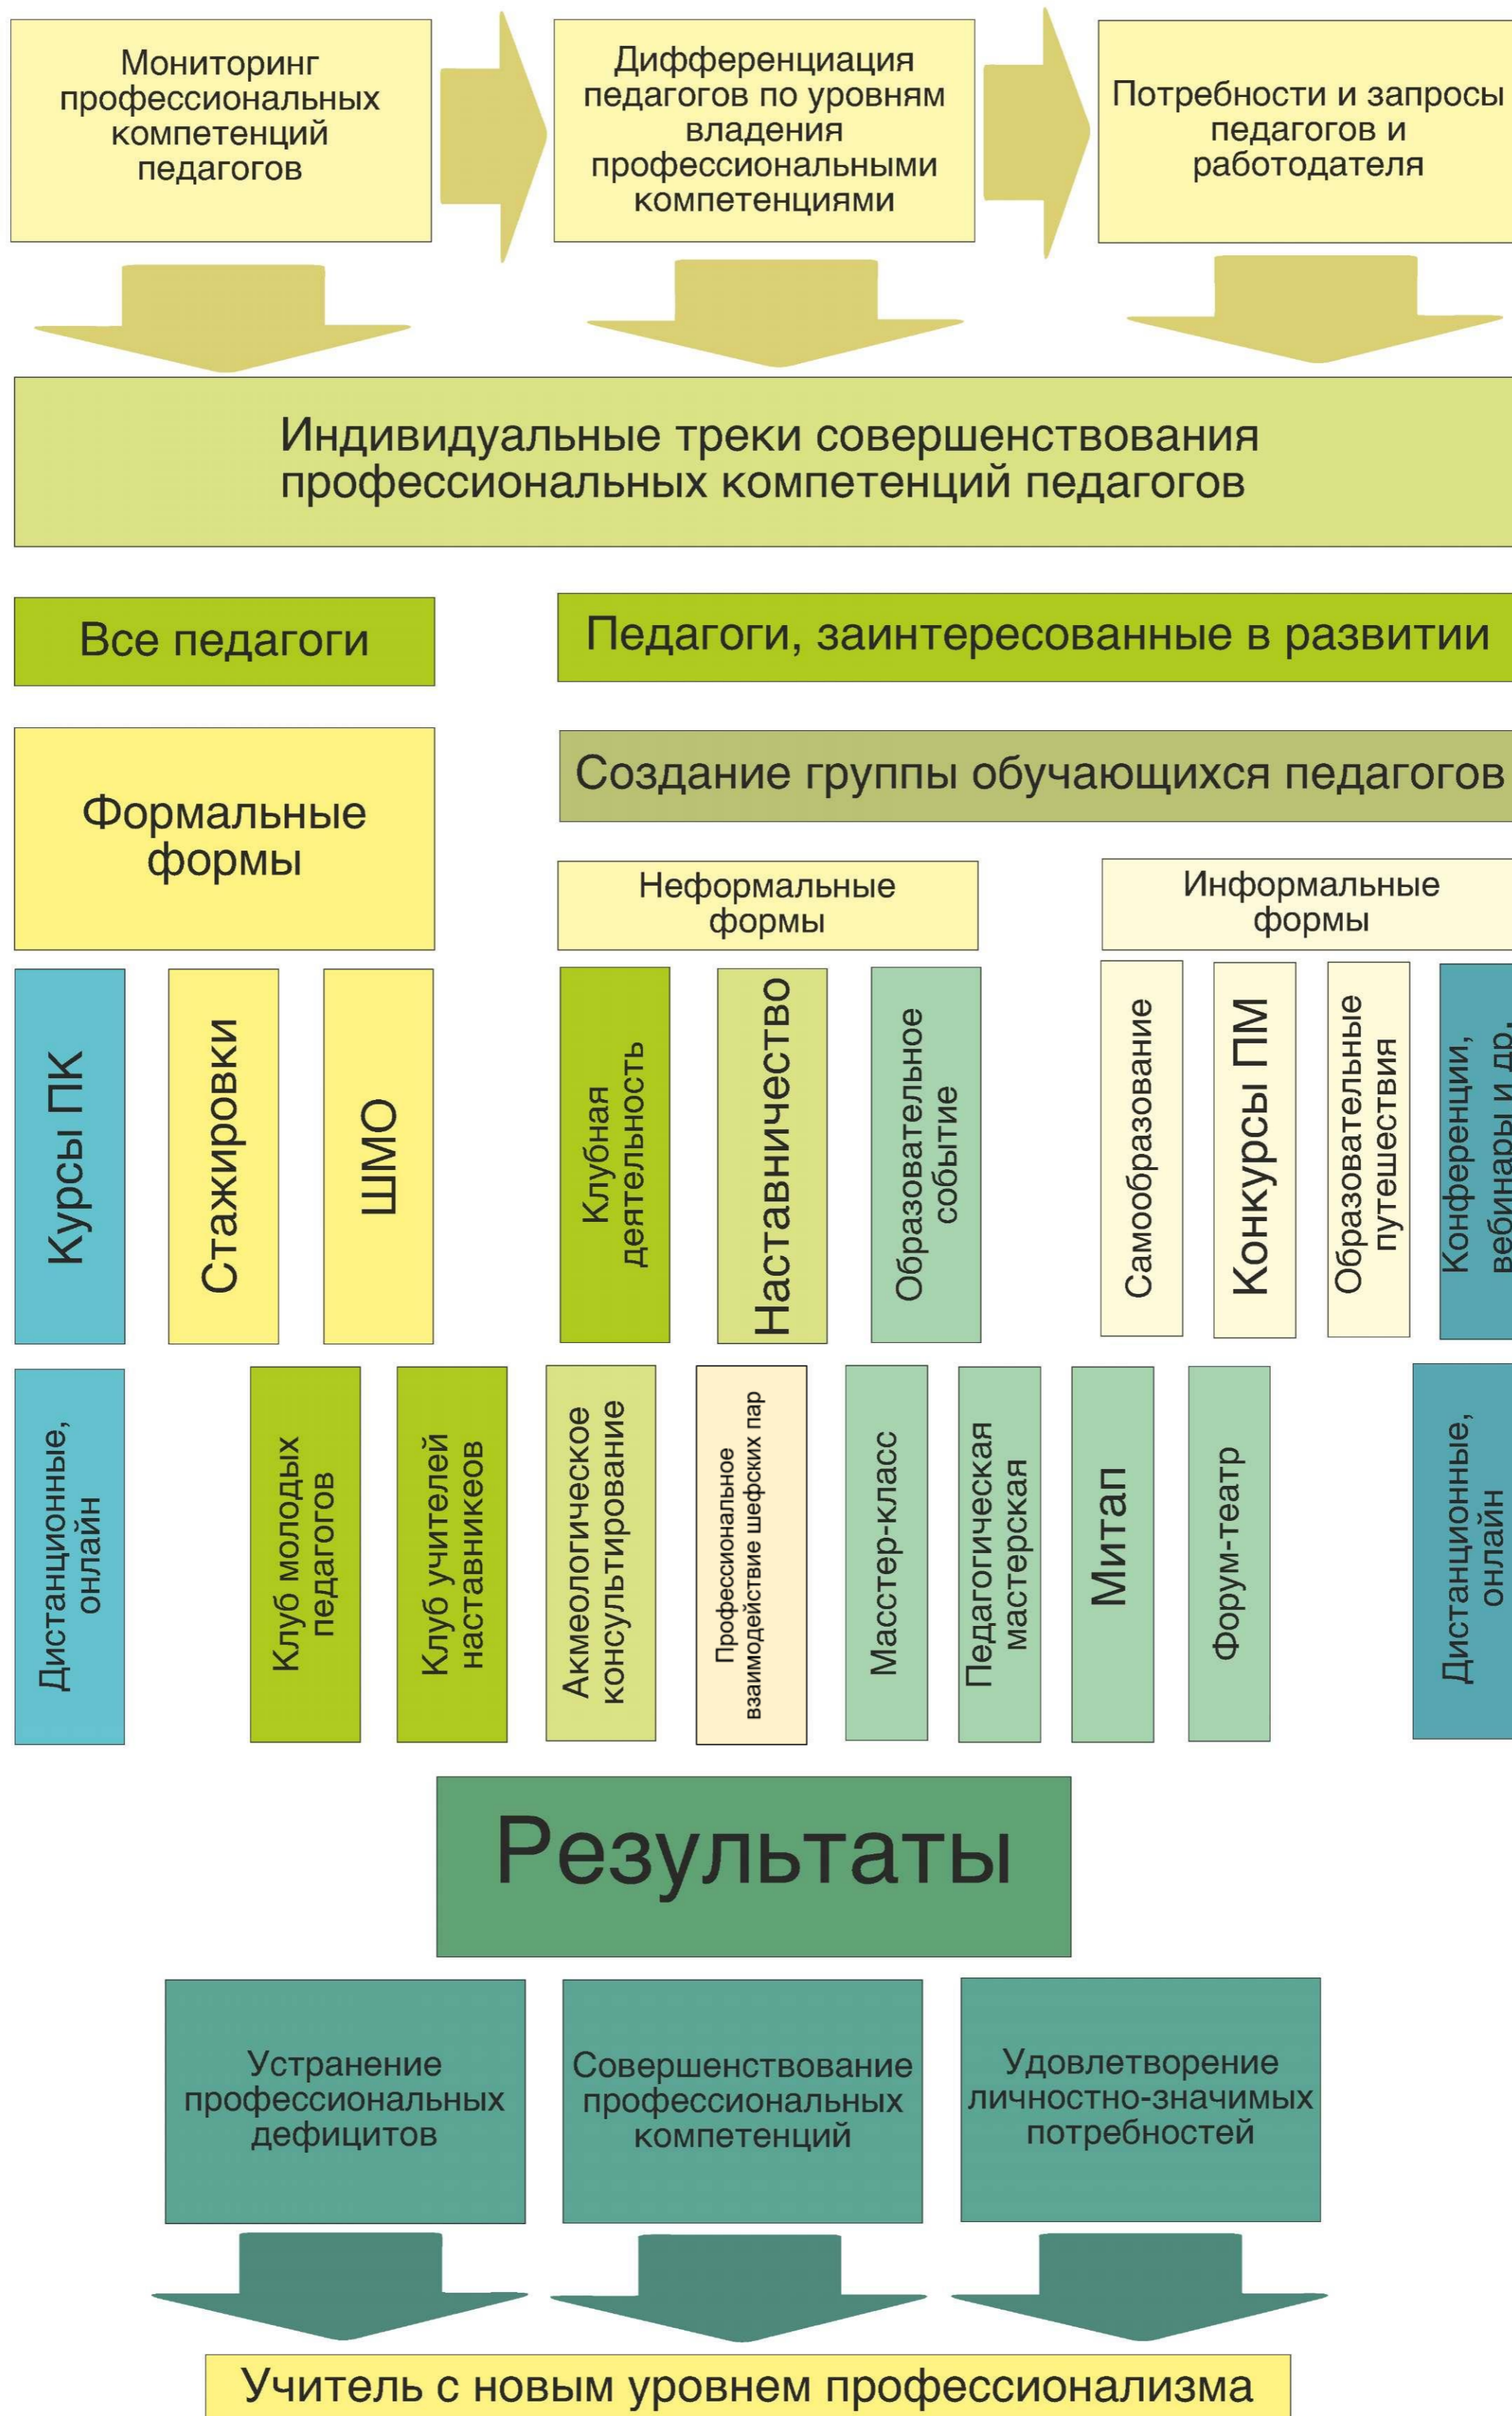 Мониторинг
профессиональных
компетенций
педагогов
Дифференциация
педагогов по уровням
владения
профессиональными
компетенциями
Потребности и запросы
педагогов и
работодателя
Индивидуальные треки совершенствования
профессиональных компетенций педагогов
Все педагоги
Педагоги, заинтересованные в развитии
Формальные
формы
Создание группы обучающихся педагогов
Неформальные
формы
Информальные
формы
Курсы ПК
Стажировки
ШМО
Клубная
деятельность
Наставничество
Образовательное
событие
Самообразование
Конкурсы ПМ
Образовательные
путешествия
Конференции,
вебинары и др.
Дистанционные,
онлайн
Клуб молодых
педагогов
Клуб учителей
наставникеов
Акмеологическое
консультирование
Профессиональное
взаимодействие шефских пар
Масстер-класс
Педагогическая
мастерская
Митап
Форум-театр
Дистанционные,
онлайн
Результаты
Устранение
профессиональных
дефицитов
Совершенствование
профессиональных
компетенций
Удовлетворение
личностно-значимых
потребностей
Учитель с новым уровнем профессионализма